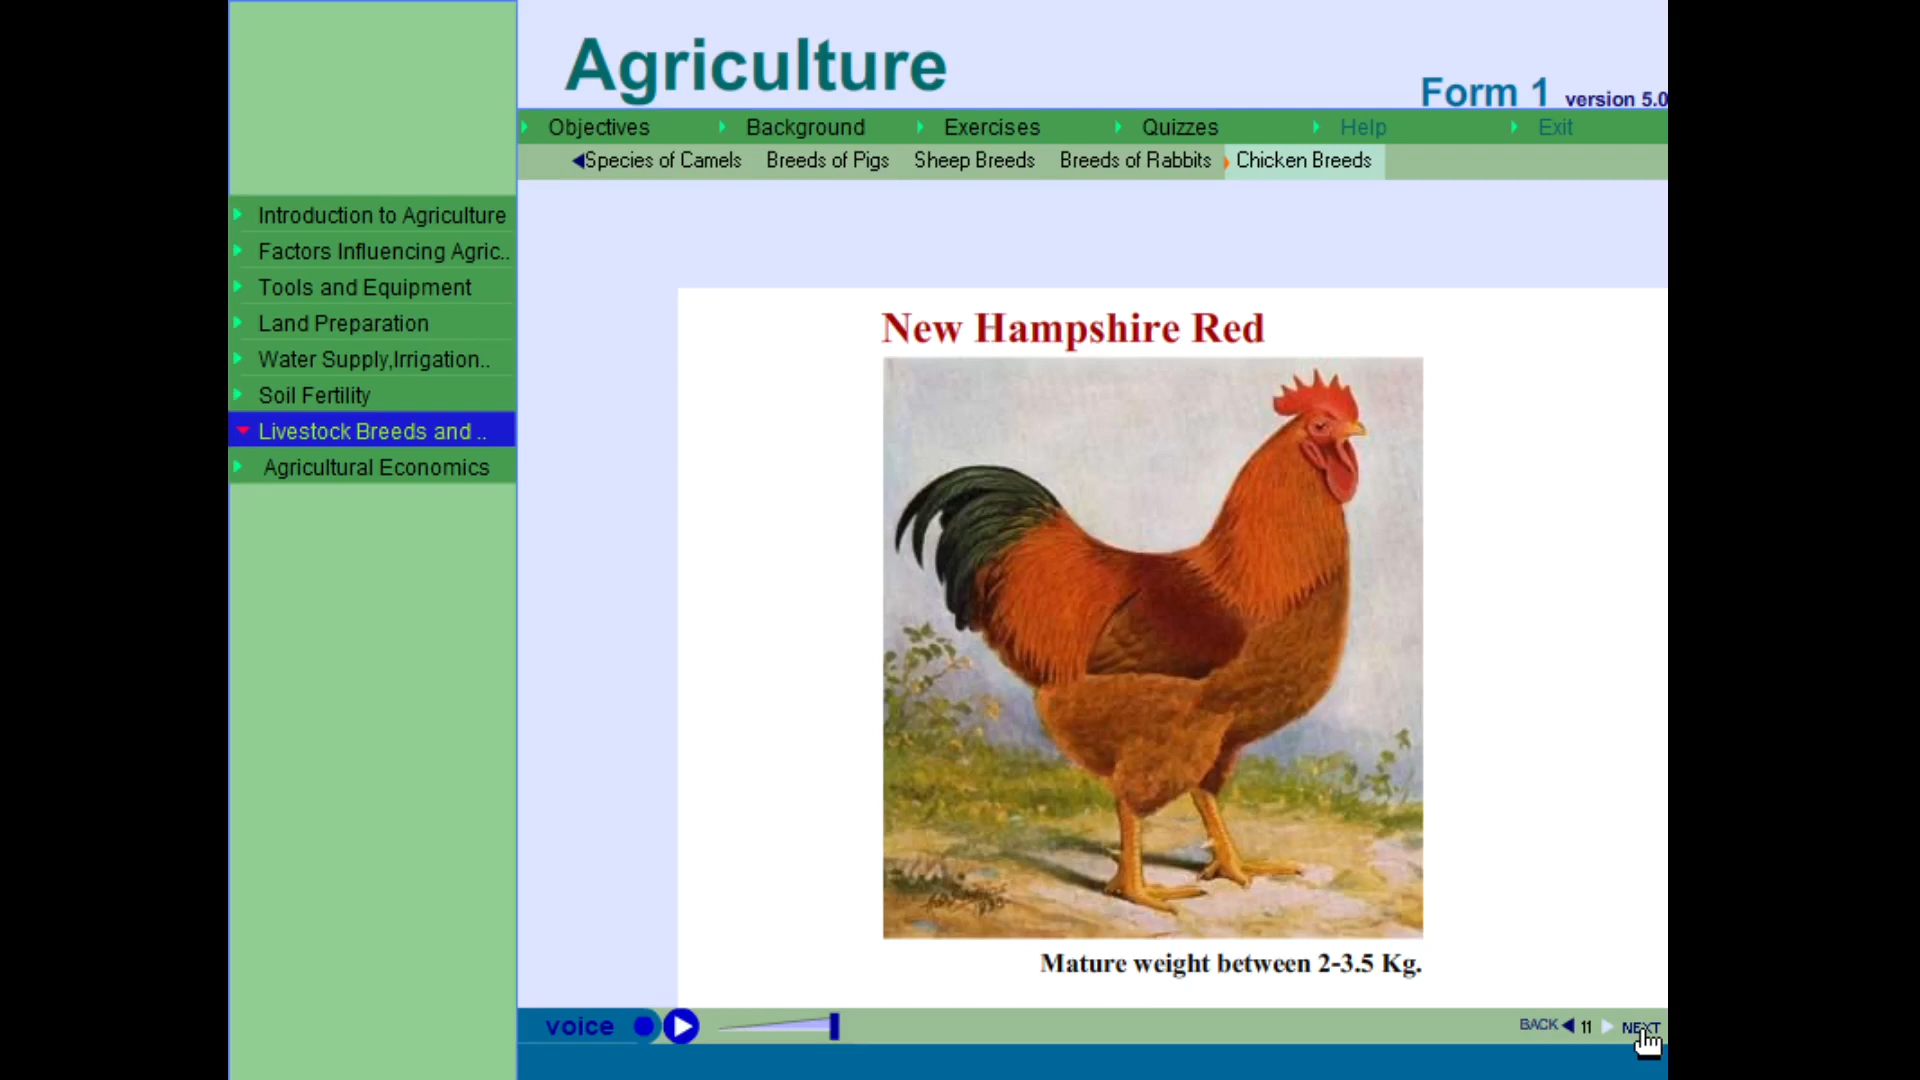 Agriculture
Form 1 version 5.0
Objectives Background Exercises Quizzes Help Exit
Species of Camels Breeds of Pigs Sheep Breeds Breeds of Rabbits Chicken Breeds
Introduction to Agriculture
Factors Influencing Agric..
Tools and Equipment
Land Preparation
Water Supply,Irrigation..
Soil Fertility
Livestock Breeds and ..
Agricultural Economics
New Hampshire Red
Mature weight between 2-3.5 Kg.
voice
BACK 11 NEXT